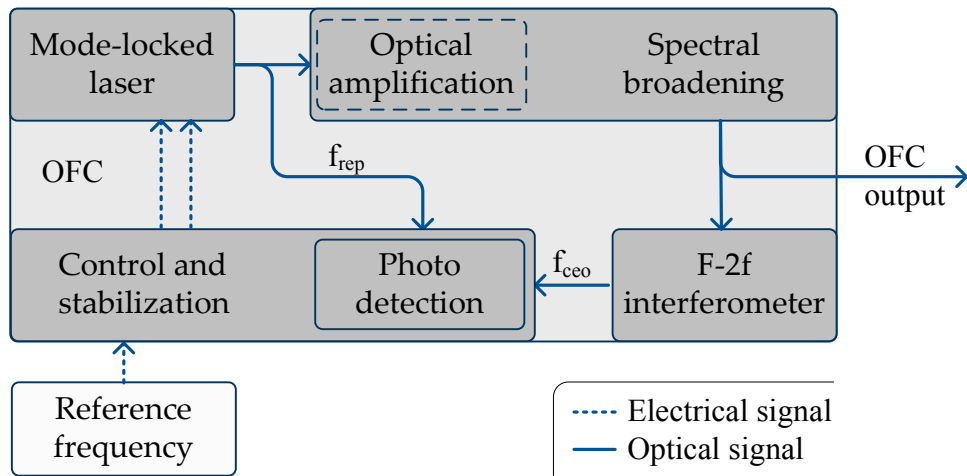 Mode-locked
laser
Optical
amplification
Spectral
broadening
OFC
f_rep
OFC
output
Control and
stabilization
Photo
detection
f_ceo
F-2f
interferometer
Reference
frequency
Electrical signal
Optical signal